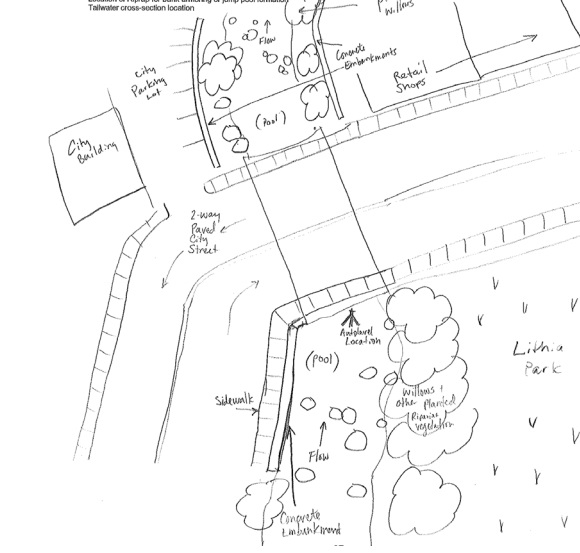 Tailwater cross-section location
Willows
Flow
Concrete
Embankments
City
Parking
Lot
Retail
Shops
(Pool)
City
Building
2-way
Paved
City
Street
Location
(Pool)
Lithia
Park
Willows +
other Planted
Riparian
vegetation
Sidewalk
Flow
Concrete
Embankment